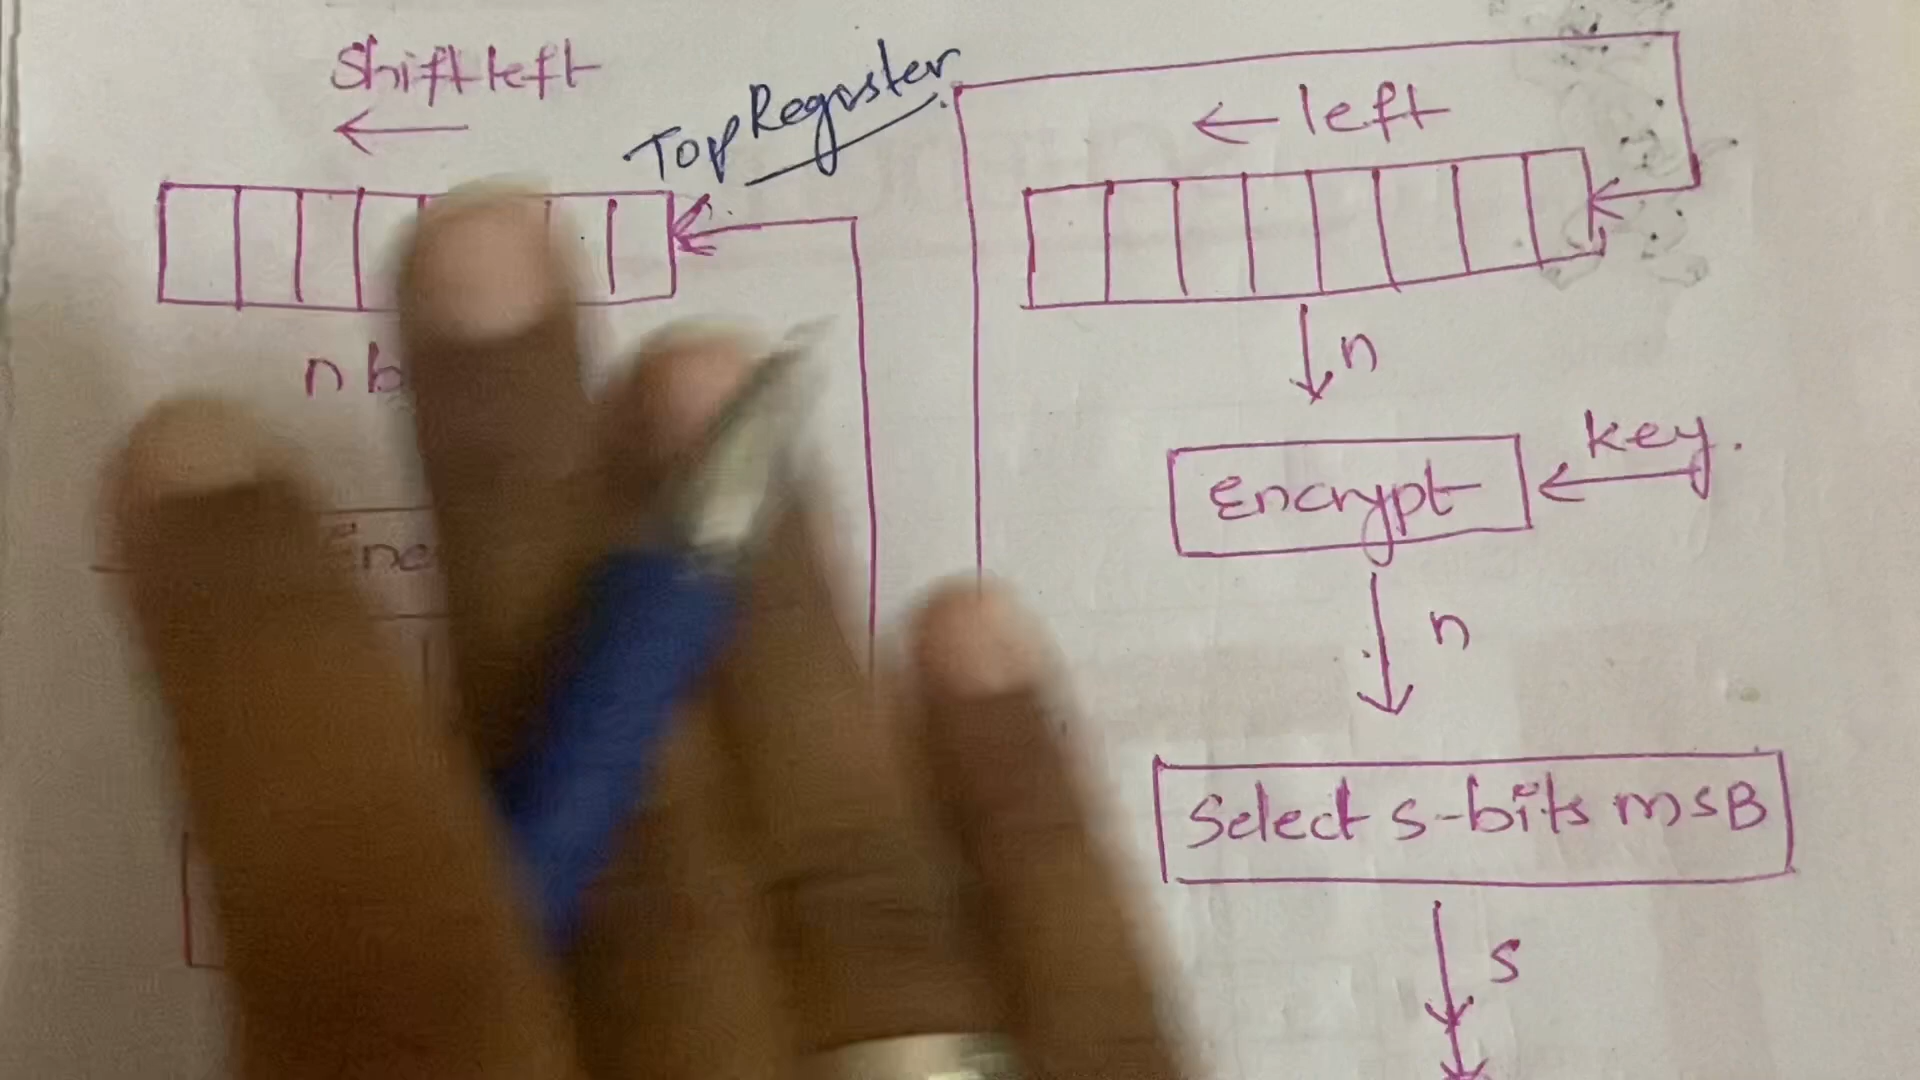 Shift left
Top Register
left
n b
n
key.
Encrypt
n
Select s-bits msB
s